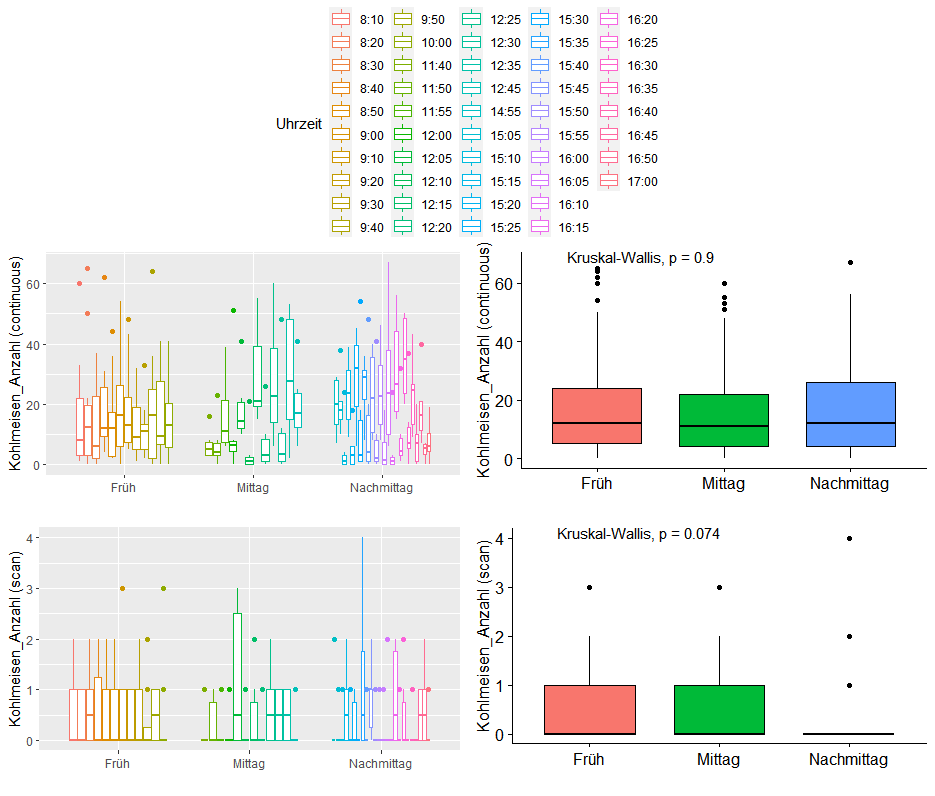 8:10 9:50 12:25 15:30 16:20
8:20 10:00 12:30 15:35 16:25
8:30 11:40 12:35 15:40 16:30
8:40 11:50 12:45 15:45 16:35
8:50 11:55 14:55 15:50 16:40
Uhrzeit
9:00 12:00 15:05 15:55 16:45
9:10 12:05 15:10 16:00 16:50
9:20 12:10 15:15 16:05 17:00
9:30 12:15 15:20 16:10
9:40 12:20 15:25 16:15
Kohlmeisen_Anzahl (continuous)
60
40
20
0
Früh Mittag Nachmittag
Kohlmeisen_Anzahl (continuous)
Kruskal-Wallis, p = 0.9
60
40
20
0
Früh Mittag Nachmittag
Kohlmeisen_Anzahl (scan)
4
3
2
1
0
Früh Mittag Nachmittag
Kohlmeisen_Anzahl (scan)
Kruskal-Wallis, p = 0.074
4
3
2
1
0
Früh Mittag Nachmittag